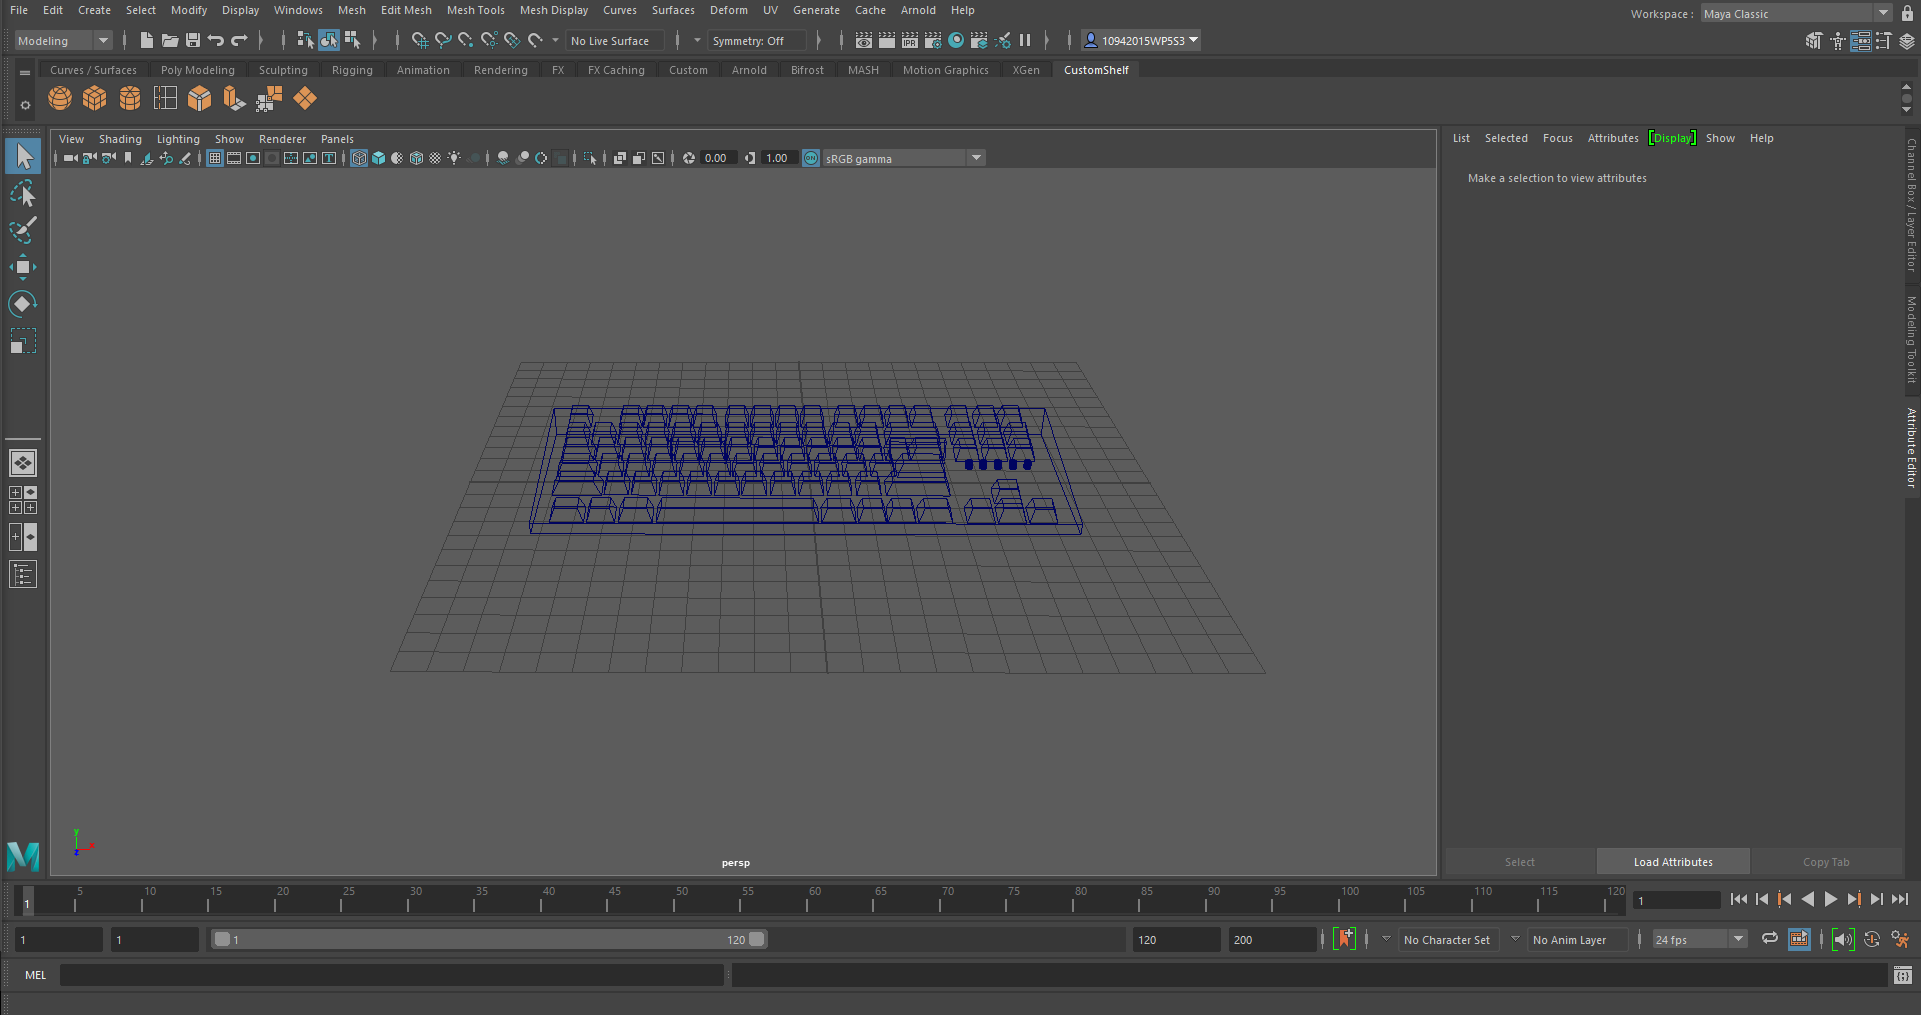 File Edit Create Select Modify Display Windows Mesh Edit Mesh Mesh Tools Mesh Display Curves Surfaces Deform UV Generate Cache Arnold Help
Workspace : Maya Classic
Modeling No Live Surface Symmetry: Off IPR 10942015WP5S3
Curves / Surfaces Poly Modeling Sculpting Rigging Animation Rendering FX FX Caching Custom Arnold Bifrost MASH Motion Graphics XGen CustomShelf
View Shading Lighting Show Renderer Panels
List Selected Focus Attributes [Display] Show Help
0.00 1.00 ON sRGB gamma
Make a selection to view attributes
Channel Box / Layer Editor
Modeling Toolkit
Attribute Editor
y
x
z
persp
Select Load Attributes Copy Tab
1 5 10 15 20 25 30 35 40 45 50 55 60 65 70 75 80 85 90 95 100 105 110 115 120
1
1 1 1 120 120 200 No Character Set No Anim Layer 24 fps
MEL